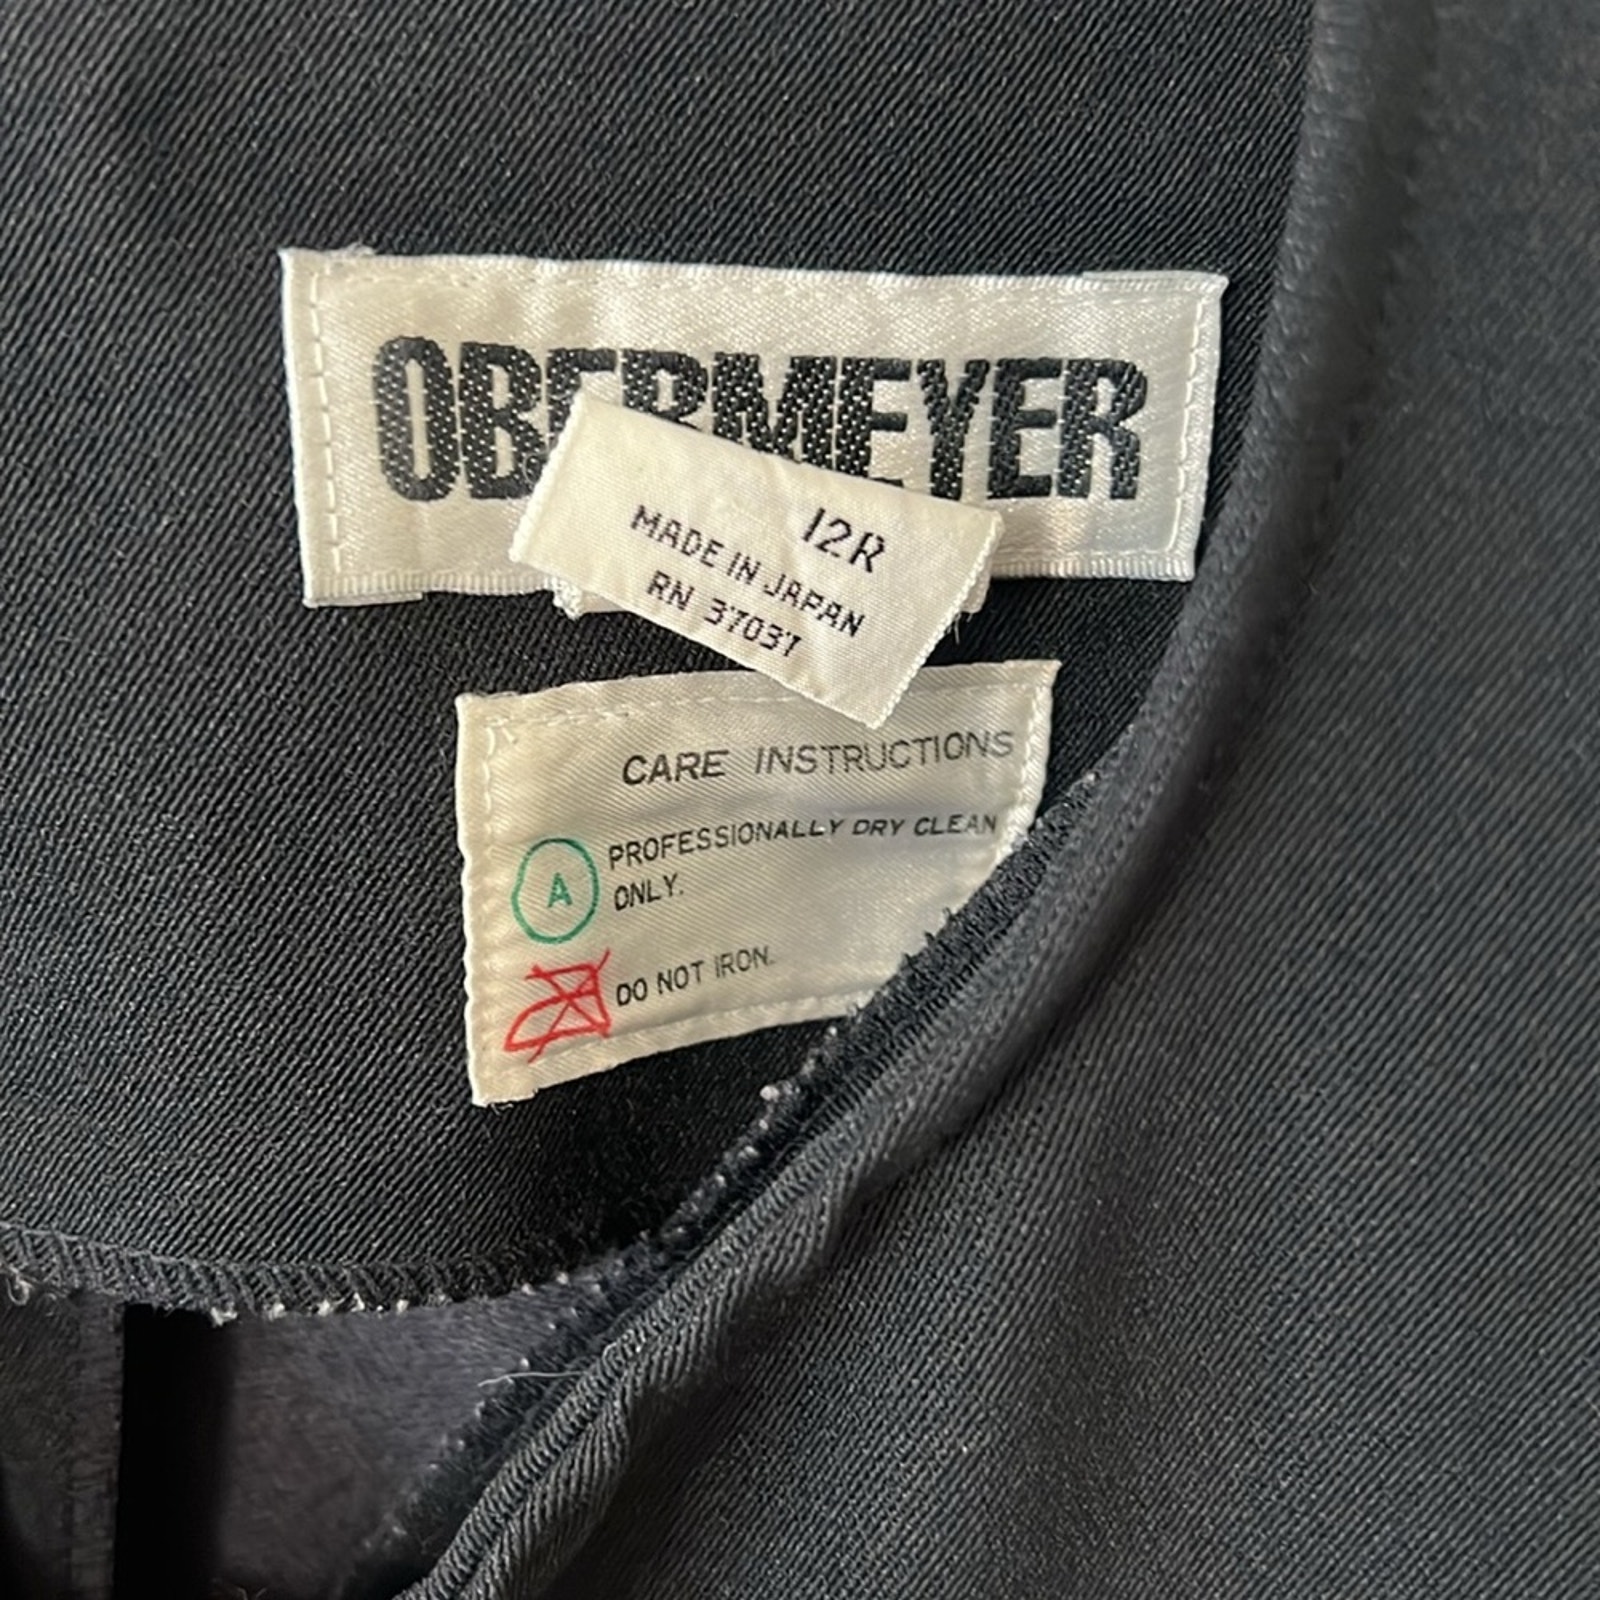 OBERMEYER
12R
MADE IN JAPAN
RN 37037
CARE INSTRUCTIONS
A PROFESSIONALLY DRY CLEAN
ONLY.
DO NOT IRON.